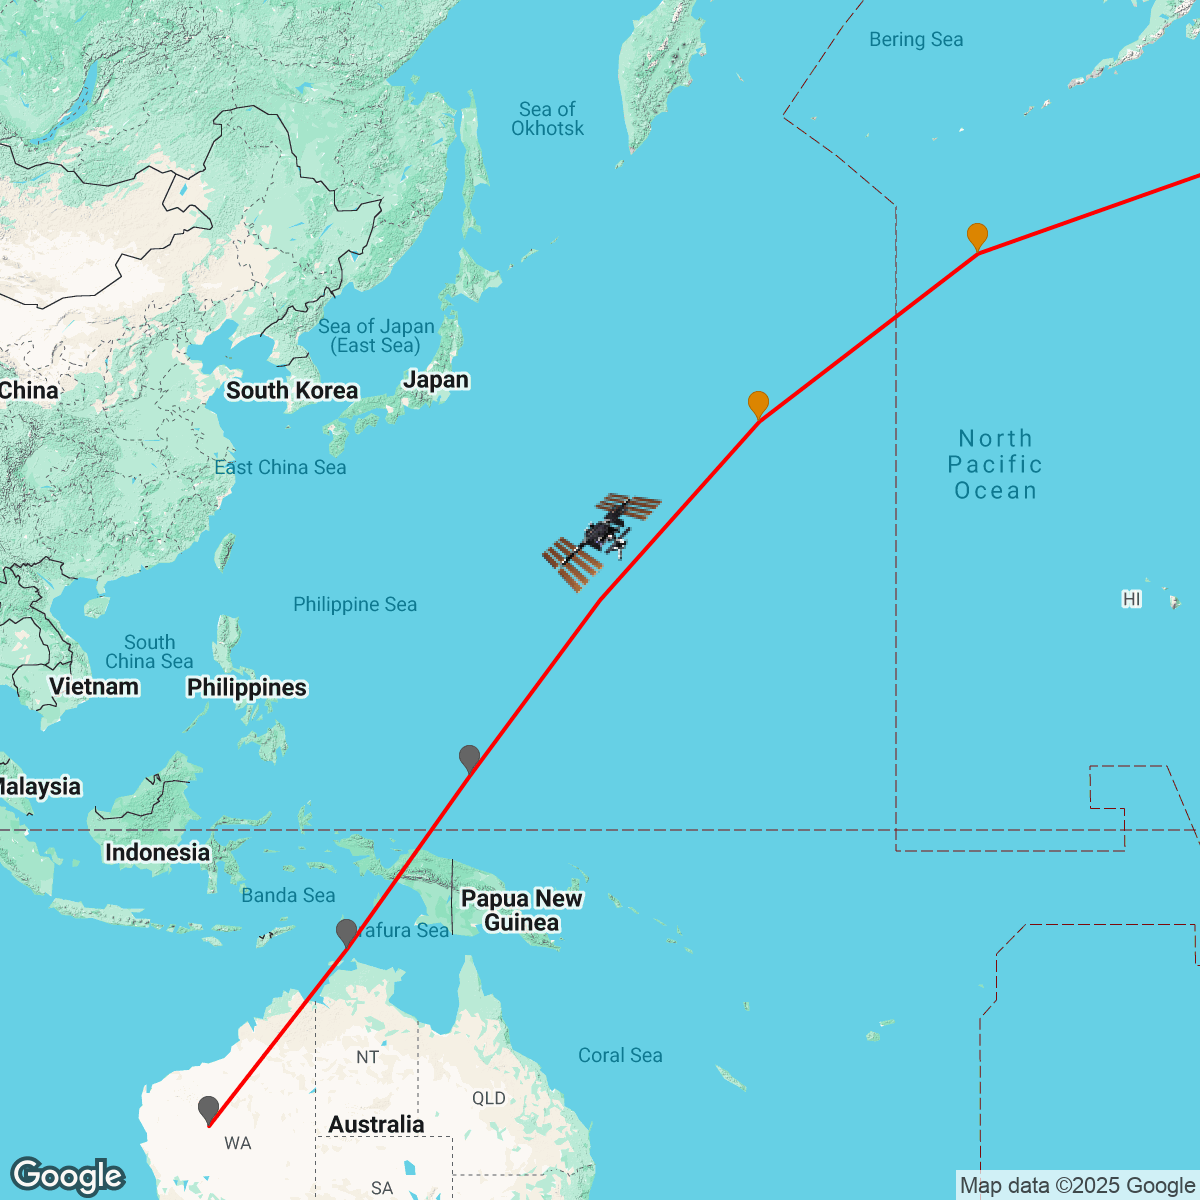 Bering Sea
Sea of
Okhotsk
Sea of Japan
(East Sea)
Japan
South Korea
China
North
Pacific
Ocean
East China Sea
Philippine Sea
HI
South
China Sea
Vietnam
Philippines
Malaysia
Indonesia
Banda Sea
Papua New
Guinea
rafura Sea
Coral Sea
NT
QLD
Australia
WA
SA
Google
Map data ©2025 Google